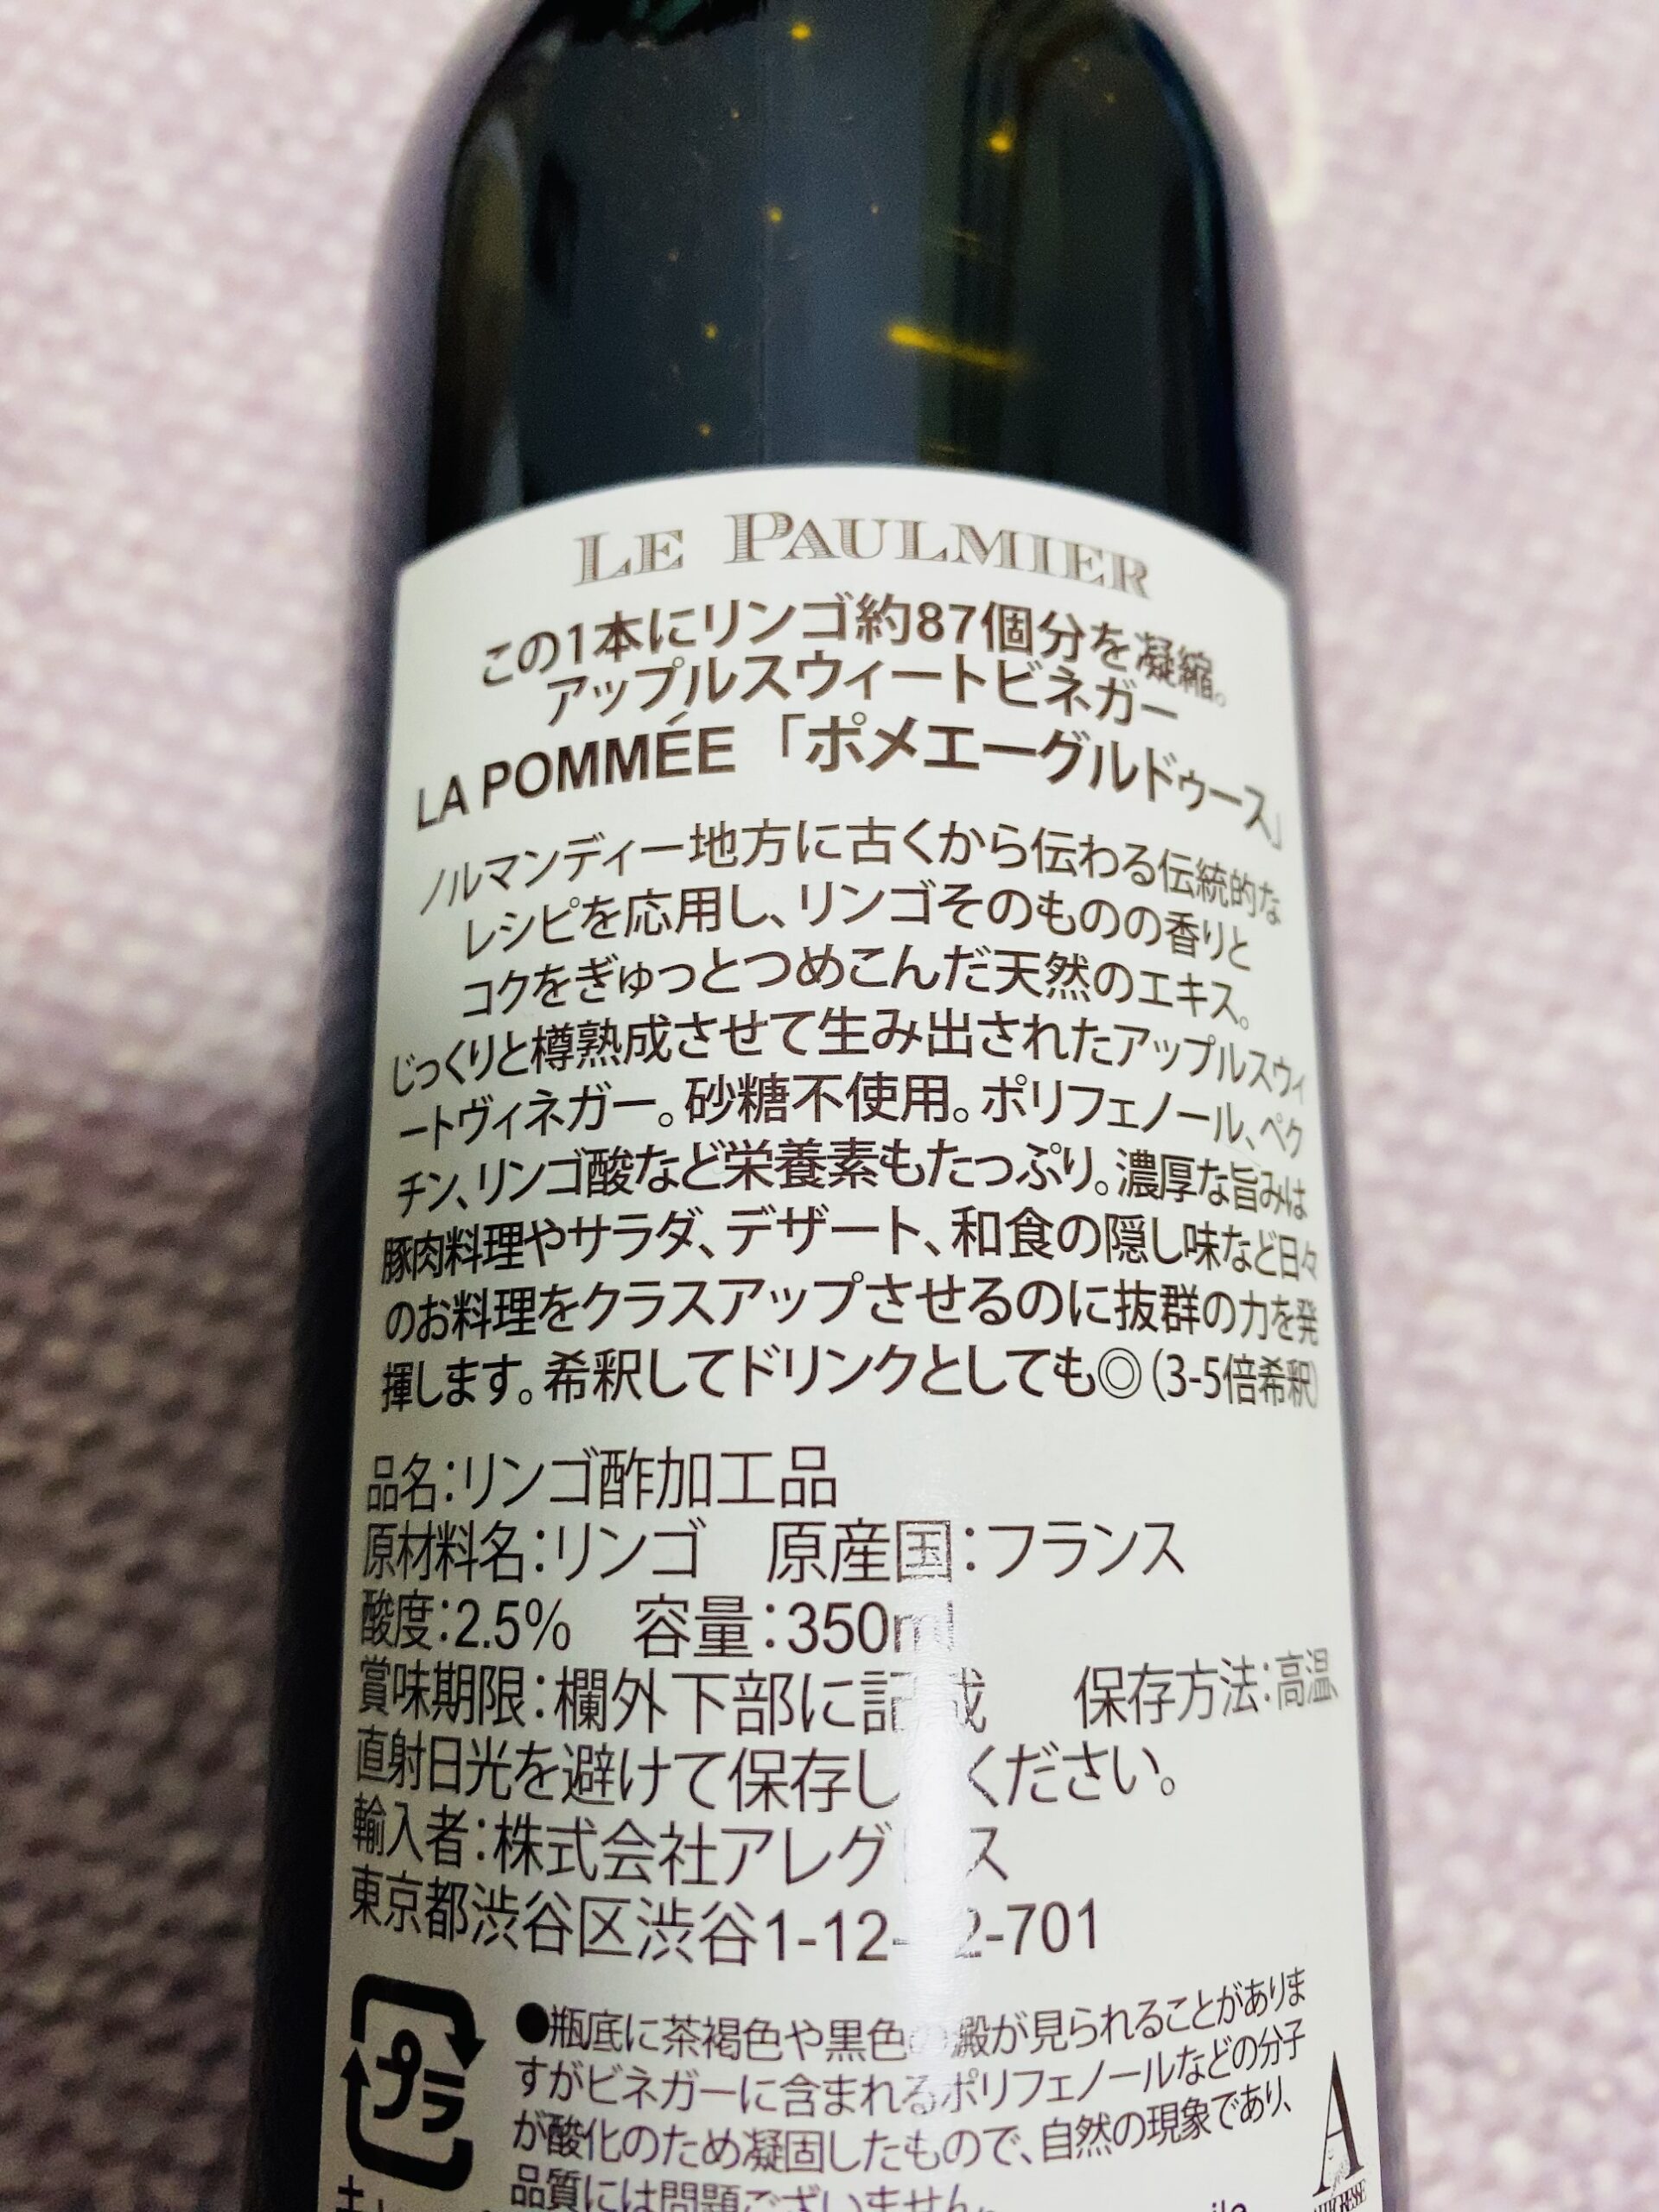 LE PAULMIER
この1本にリンゴ約87個分を凝縮。
アップルスウィートビネガー
LA POMMÉE 「ポメエーグルドゥース」
ノルマンディー地方に古くから伝わる伝統的な
レシピを応用し、リンゴそのものの香りと
コクをぎゅっとつめこんだ天然のエキス。
じっくりと樽熟成させて生み出されたアップルスウィ
ートヴィネガー。砂糖不使用。ポリフェノール、ペク
チン、リンゴ酸など栄養素もたっぷり。濃厚な旨みは
豚肉料理やサラダ、デザート、和食の隠し味など日々
のお料理をクラスアップさせるのに抜群の力を発
揮します。希釈してドリンクとしても◎(3-5倍希釈)
品名:リンゴ酢加工品
原材料名:リンゴ 原産国:フランス
酸度:2.5% 容量:350ml
賞味期限:欄外下部に記載 保存方法:高温
直射日光を避けて保存し ください。
輸入者:株式会社アレグ ス
東京都渋谷区渋谷1-12- 2-701
プラ
●瓶底に茶褐色や黒色の澱が見られることがありま
すがビネガーに含まれるポリフェノールなどの分子
が酸化のため凝固したもので、自然の現象であり、
品質には問題ございません。
A